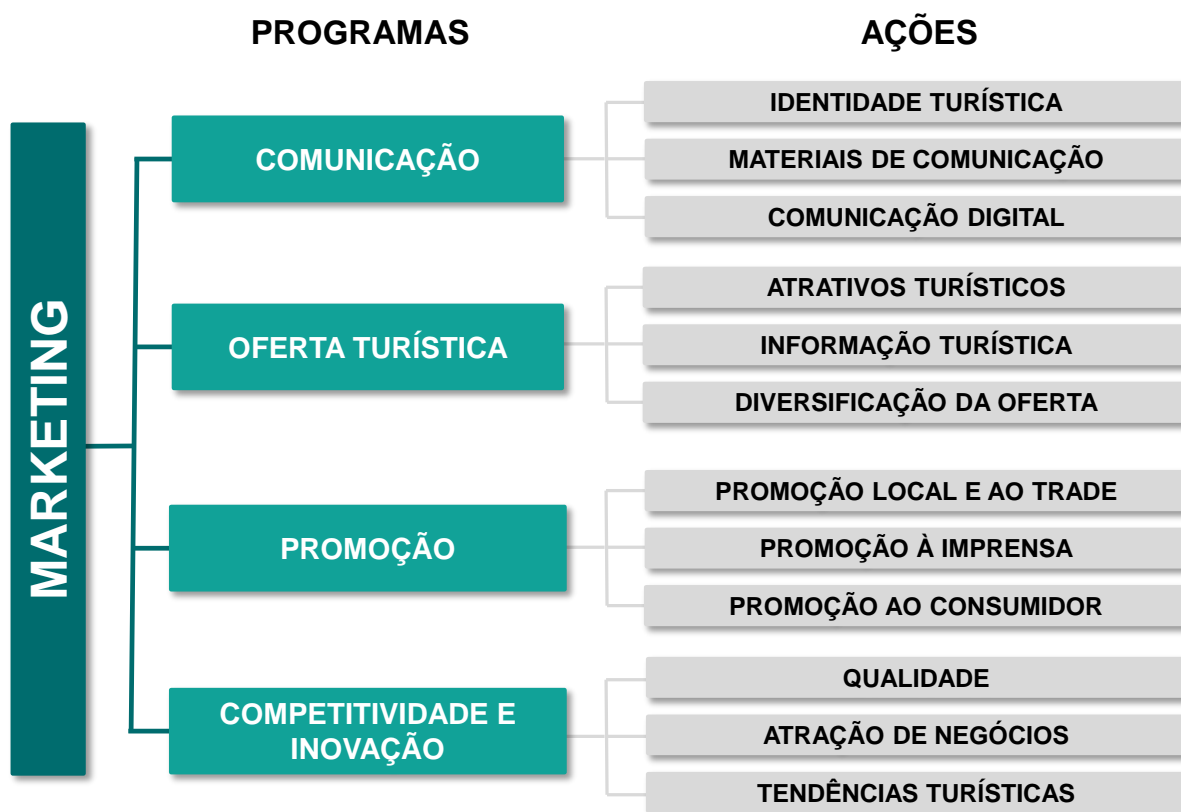 PROGRAMAS
AÇÕES
MARKETING
COMUNICAÇÃO
IDENTIDADE TURÍSTICA
MATERIAIS DE COMUNICAÇÃO
COMUNICAÇÃO DIGITAL
OFERTA TURÍSTICA
ATRATIVOS TURÍSTICOS
INFORMAÇÃO TURÍSTICA
DIVERSIFICAÇÃO DA OFERTA
PROMOÇÃO
PROMOÇÃO LOCAL E AO TRADE
PROMOÇÃO À IMPRENSA
PROMOÇÃO AO CONSUMIDOR
COMPETITIVIDADE E
INOVAÇÃO
QUALIDADE
ATRAÇÃO DE NEGÓCIOS
TENDÊNCIAS TURÍSTICAS